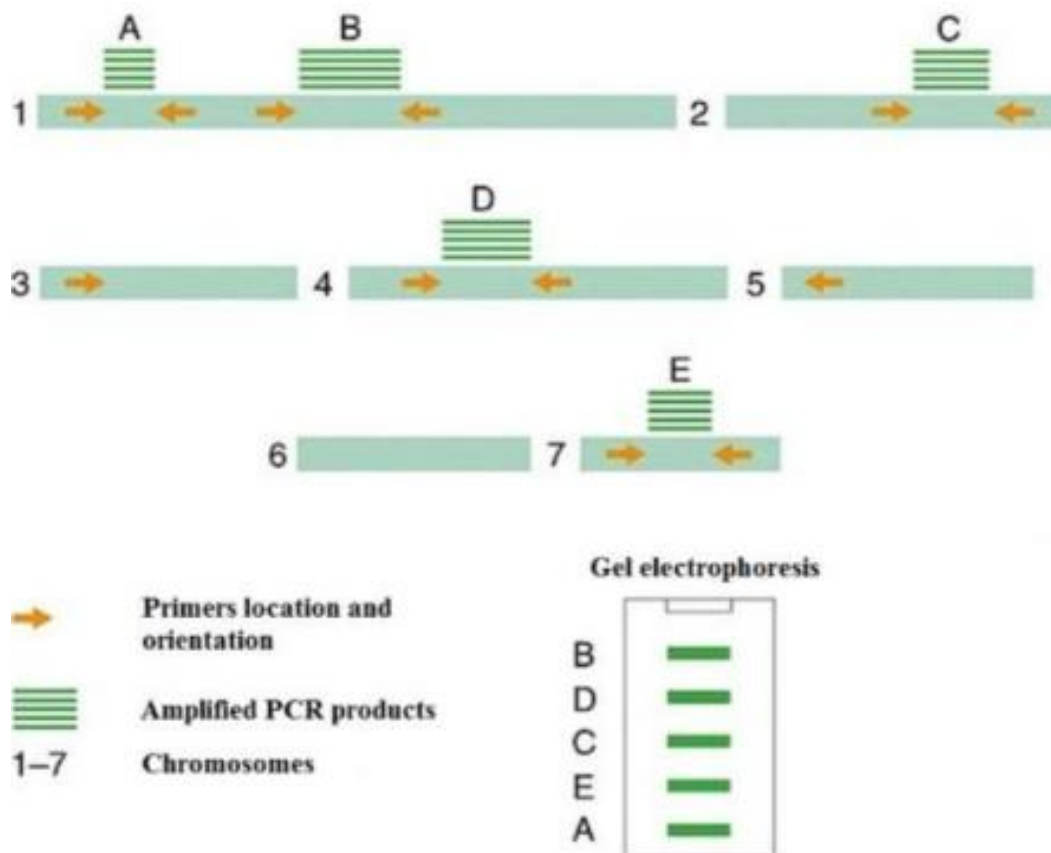 A B C
1 2
D
3 4 5
E
6 7
Gel electrophoresis
Primers location and
orientation
Amplified PCR products
1–7 Chromosomes
B
D
C
E
A